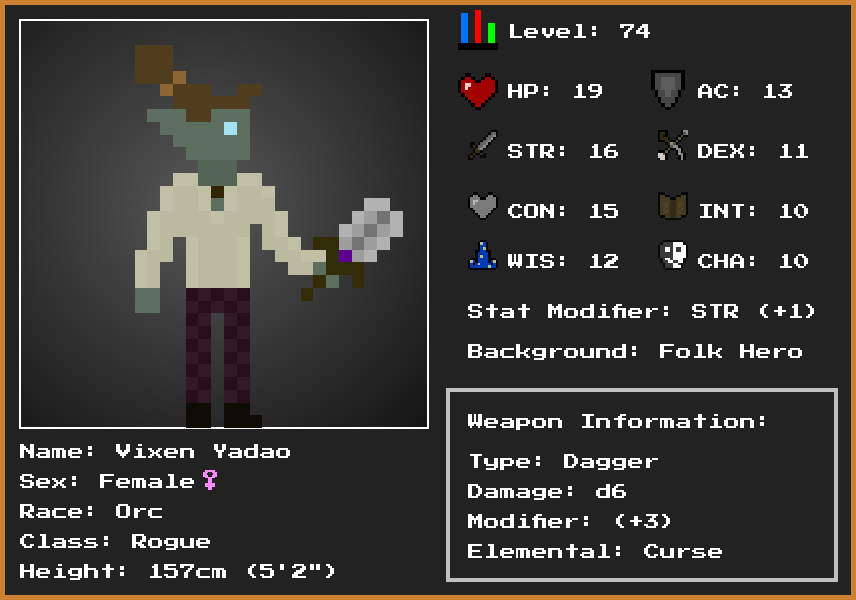 Level: 74
HP: 19
AC: 13
STR: 16
DEX: 11
CON: 15
INT: 10
WIS: 12
CHA: 10
Stat Modifier: STR (+1)
Background: Folk Hero
Name: Vixen Yadao
Sex: Female♀
Race: Orc
Class: Rogue
Height: 157cm (5'2")
Weapon Information:
Type: Dagger
Damage: d6
Modifier: (+3)
Elemental: Curse